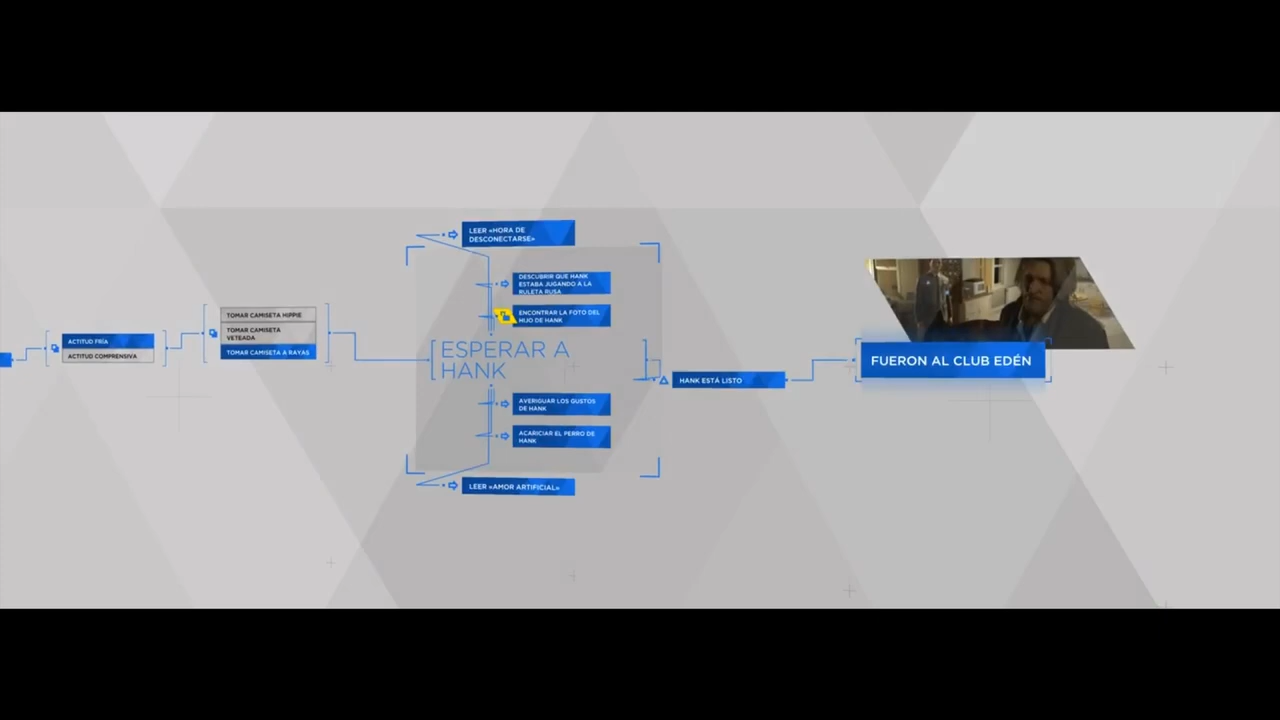 ACTITUD FRÍA
ACTITUD COMPRENSIVA
TOMAR CAMISETA HIPPIE
TOMAR CAMISETA
VETEADA
TOMAR CAMISETA A RAYAS
LEER «HORA DE
DESCONECTARSE»
DESCUBRIR QUE HANK
ESTABA JUGANDO A LA
RULETA RUSA
ENCONTRAR LA FOTO DEL
HIJO DE HANK
ESPERAR A
HANK
AVERIGUAR LOS GUSTOS
DE HANK
ACARICIAR EL PERRO DE
HANK
LEER «AMOR ARTIFICIAL»
HANK ESTÁ LISTO
FUERON AL CLUB EDÉN